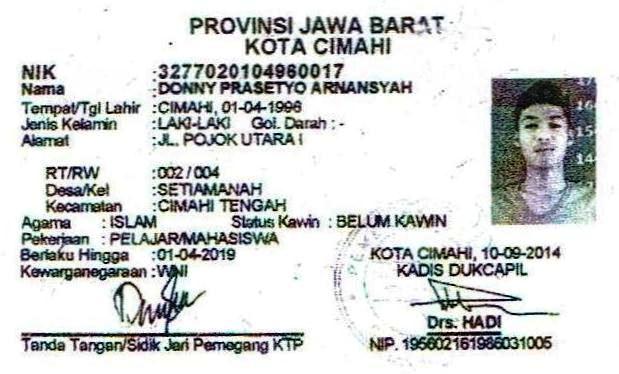 PROVINSI JAWA BARAT
KOTA CIMAHI
NIK : 3277020104960017
Nama : DONNY PRASETYO ARNANSYAH
Tempat/Tgl Lahir : CIMAHI, 01-04-1996
Jenis Kelamin : LAKI-LAKI Gol. Darah : -
Alamat : JL. POJOK UTARA I
RT/RW : 002 / 004
Desa/Kel : SETIAMANAH
Kecamatan : CIMAHI TENGAH
Agama : ISLAM Status Kawin : BELUM KAWIN
Pekerjaan : PELAJAR/MAHASISWA
Berlaku Hingga : 01-04-2019
Kewarganegaraan : WNI
KOTA CIMAHI, 10-09-2014
KADIS DUKCAPIL
Drs. HADI
NIP. 195602161986031005
Tanda Tangan/Sidik Jari Pemegang KTP